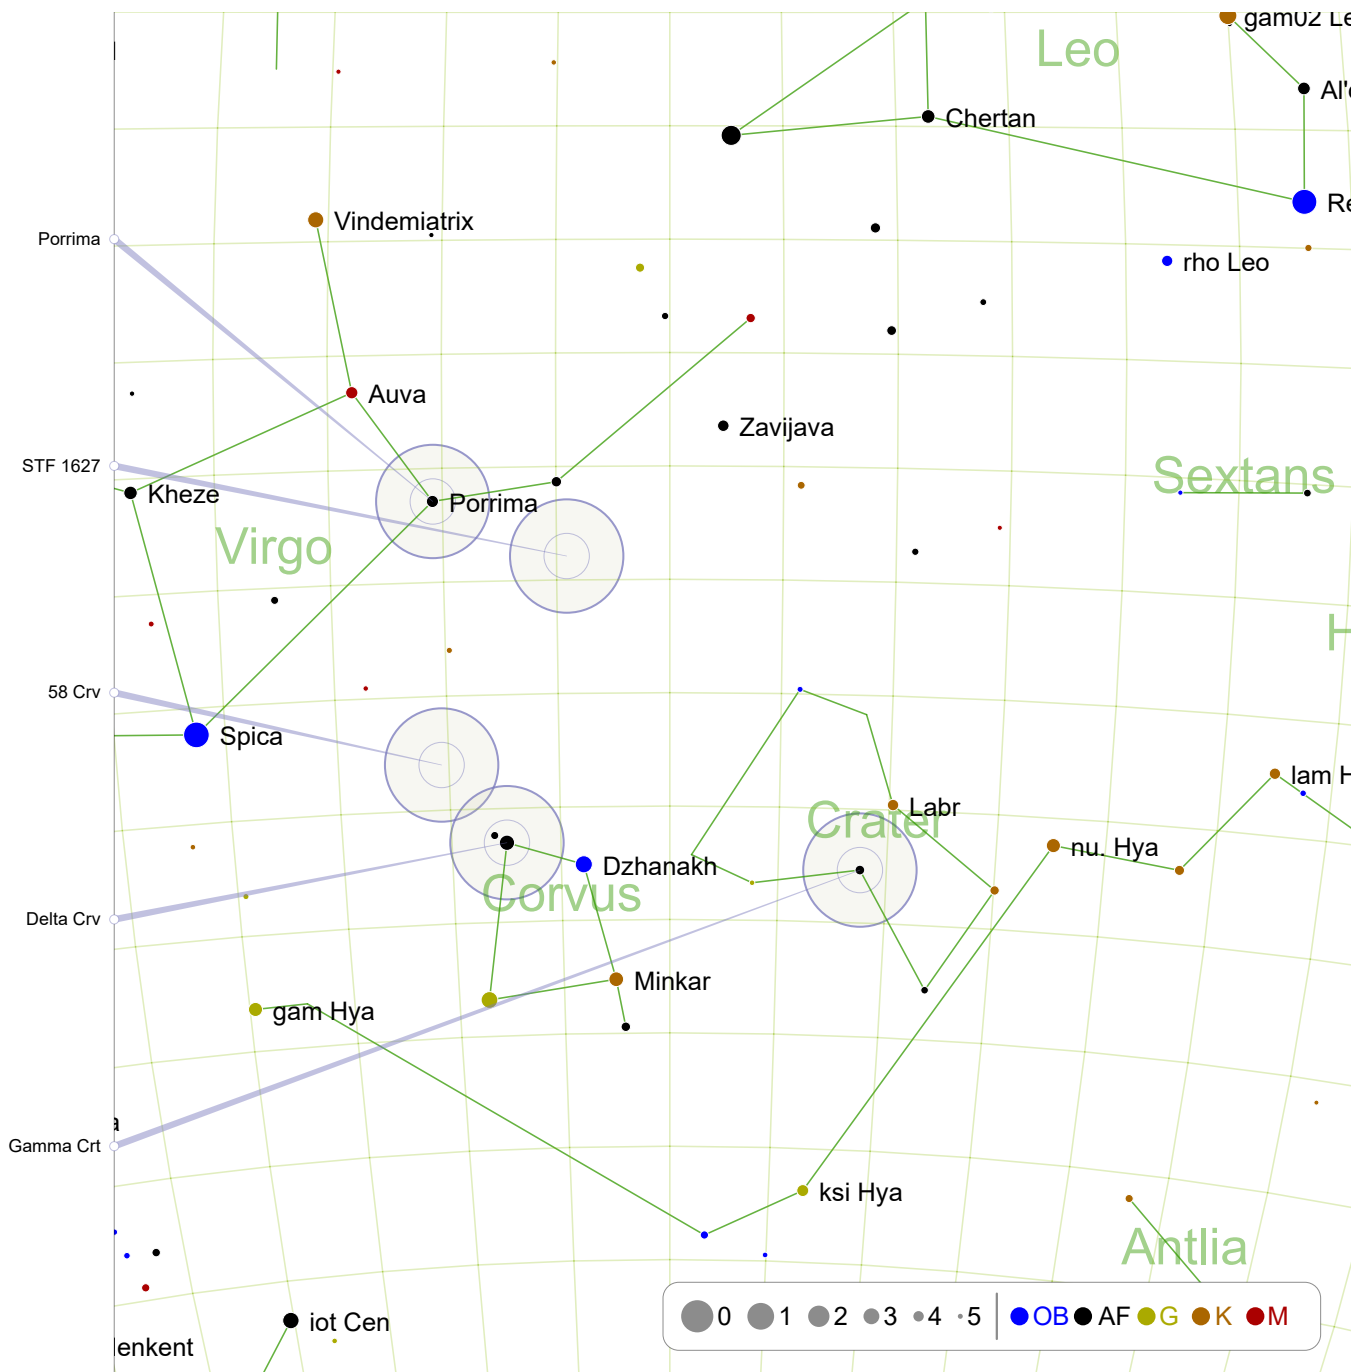 gam02 Le
Leo
Al'
Chertan
Re
Vindemiatrix
Porrima
rho Leo
Auva
Zavijava
STF 1627
Sextans
Kheze
Porrima
Virgo
H
58 Crv
Spica
lam H
Labr
Crater
nu. Hya
Dzhanakh
Corvus
Delta Crv
Minkar
gam Hya
a
Gamma Crt
ksi Hya
Antlia
0 1 2 3 4 5 OB AF G K M
iot Cen
lenkent